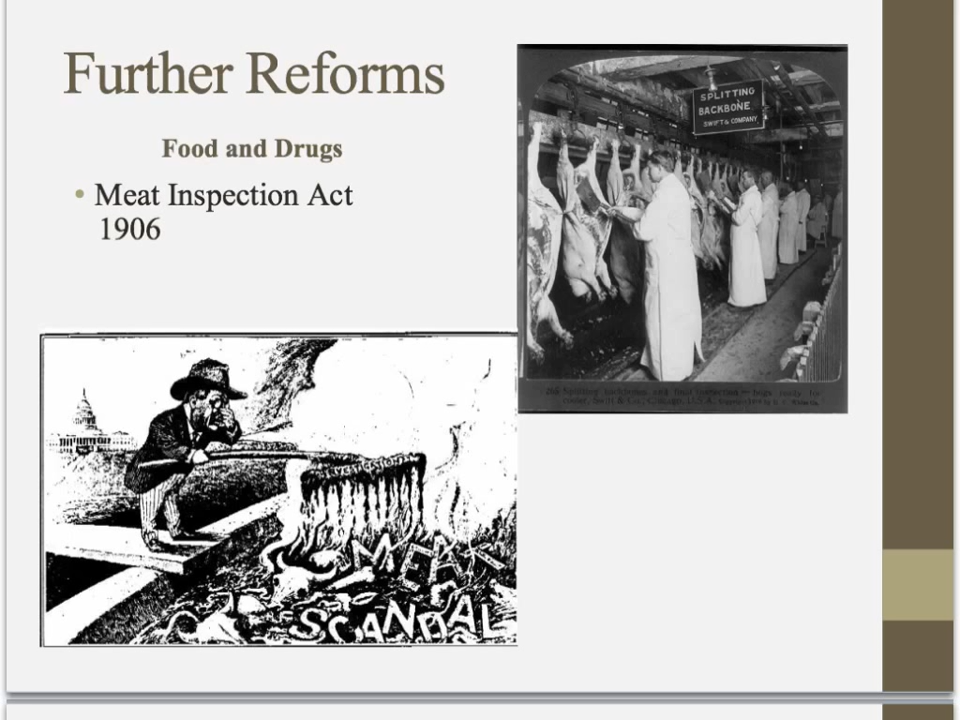 Further Reforms
Food and Drugs
• Meat Inspection Act
1906
SPLITTING
BACKBONE
SWIFT & COMPANY
MEAT
SCANDAL